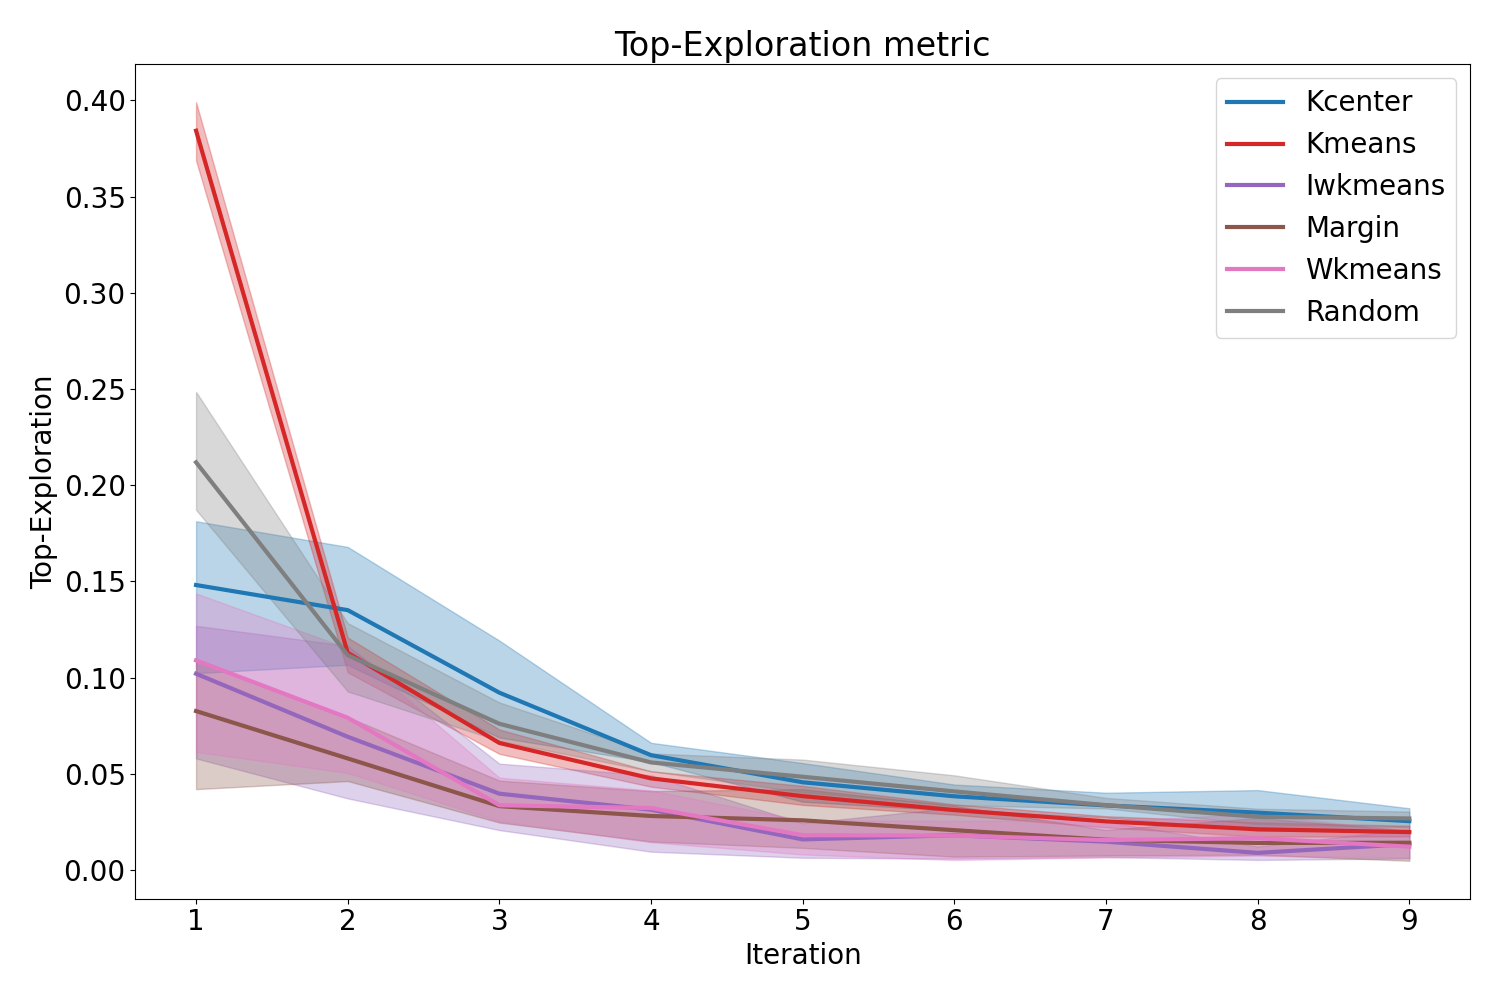 Top-Exploration metric
Top-Exploration
0.40
0.35
0.30
0.25
0.20
0.15
0.10
0.05
0.00
Kcenter
Kmeans
Iwkmeans
Margin
Wkmeans
Random
1 2 3 4 5 6 7 8 9
Iteration